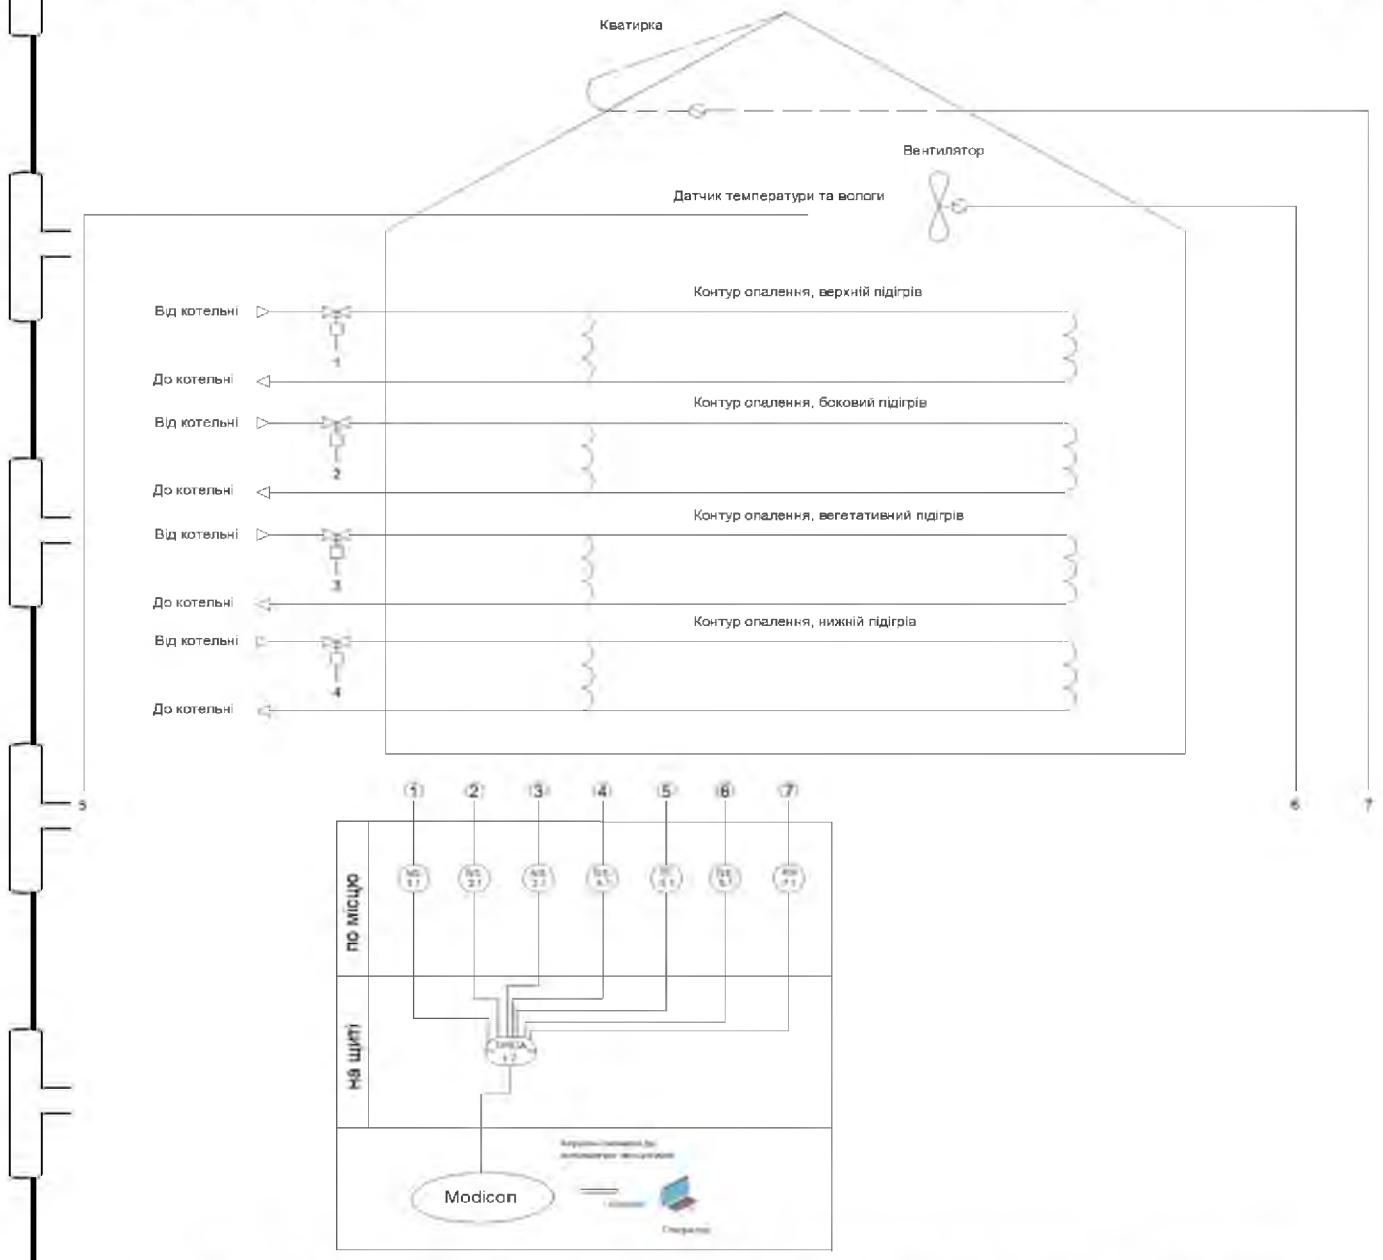 Кватирка
Вентилятор
Датчик температури та вологи
Контур опалення, верхній підігрів
Від котельні
1
До котельні
Контур опалення, боковий підігрів
Від котельні
2
До котельні
Контур опалення, вегетативний підігрів
Від котельні
3
До котельні
Контур опалення, нижній підігрів
Від котельні
4
До котельні
5
6
7
1
2
3
4
5
6
7
по місцю
на щиті
Modicon